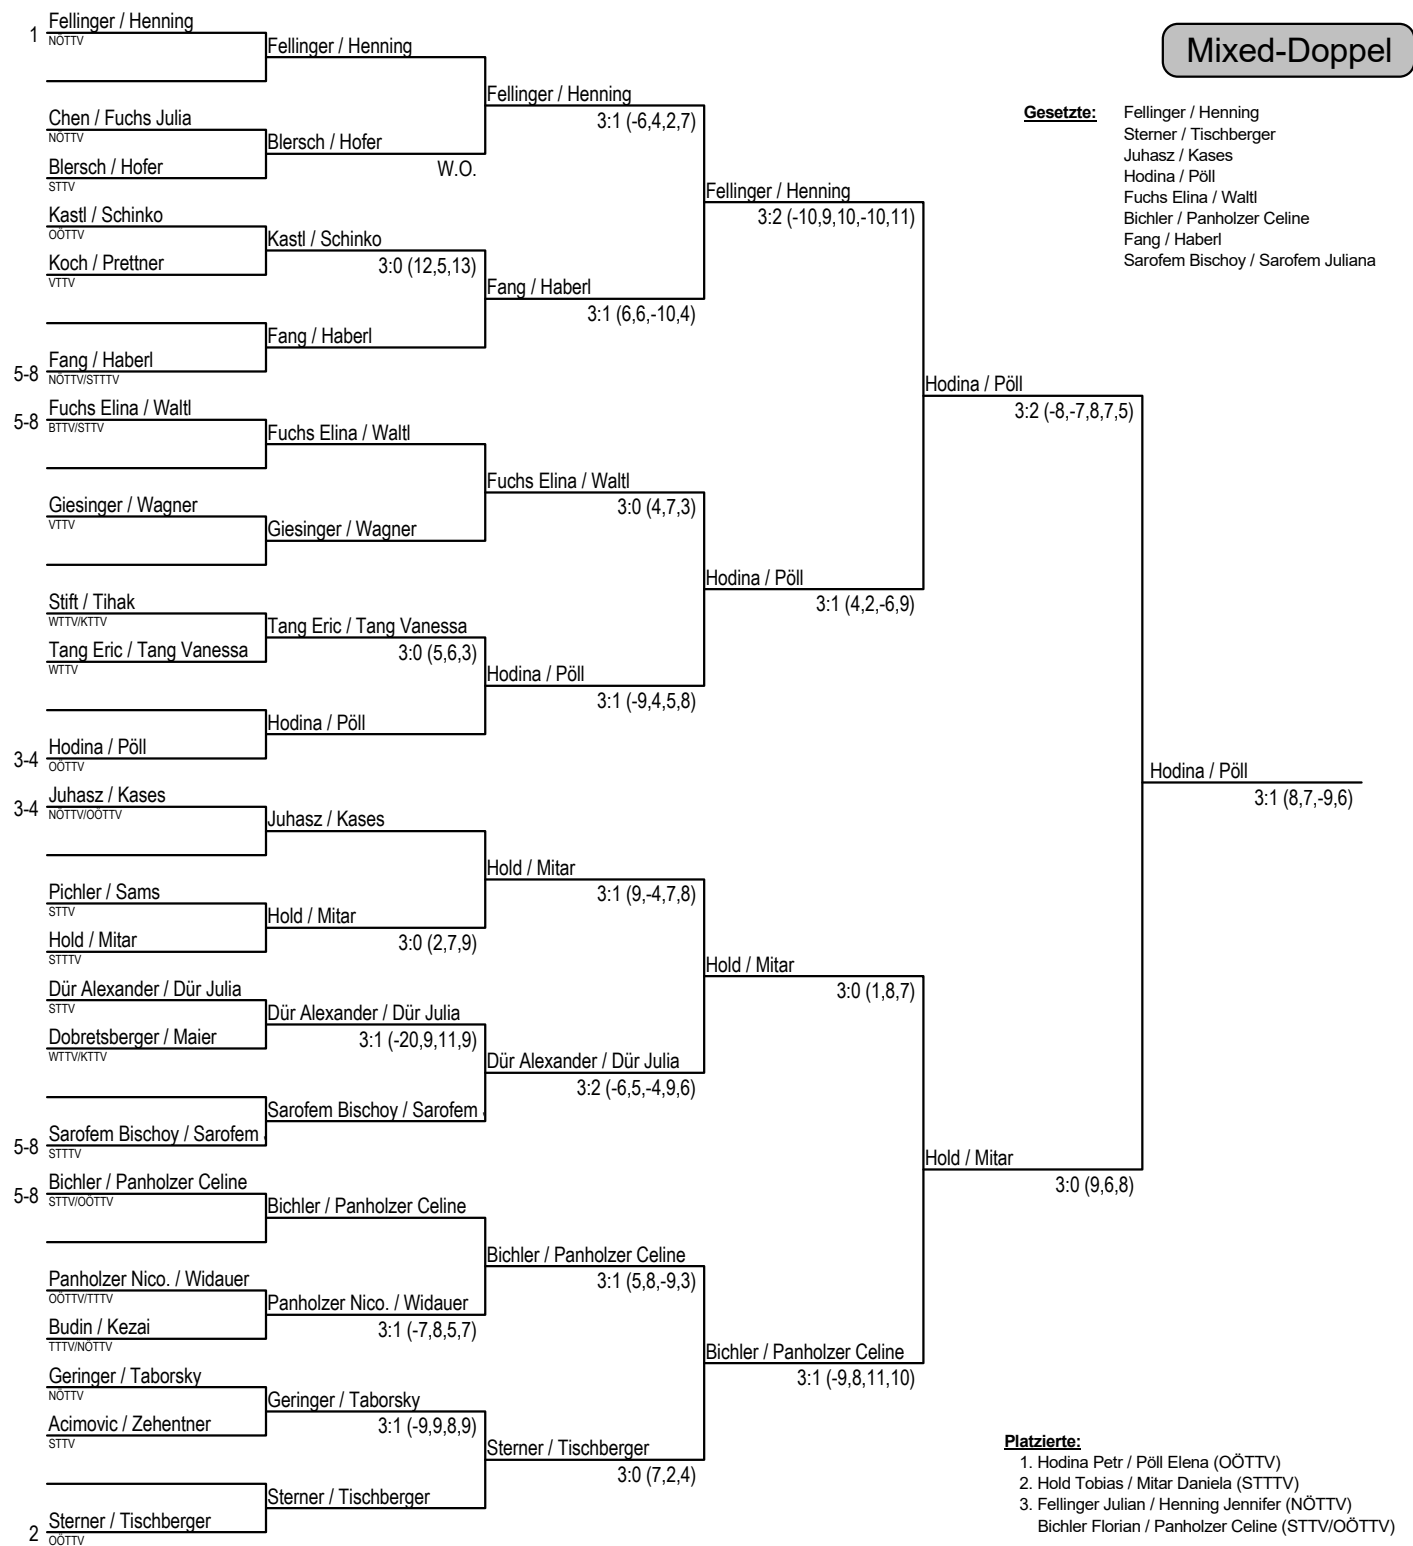 Mixed-Doppel
Gesetzte: Fellinger / Henning
Sterner / Tischberger
Juhasz / Kases
Hodina / Pöll
Fuchs Elina / Waltl
Bichler / Panholzer Celine
Fang / Haberl
Sarofem Bischoy / Sarofem Juliana
1 Fellinger / Henning
NÖTTV
Chen / Fuchs Julia
NÖTTV
Blersch / Hofer
STTV
Kastl / Schinko
OÖTTV
Koch / Prettner
VTTV
5-8 Fang / Haberl
NÖTTV/STTTV
5-8 Fuchs Elina / Waltl
BTTV/STTV
Giesinger / Wagner
VTTV
Stift / Tihak
WTTV/KTTV
Tang Eric / Tang Vanessa
WTTV
3-4 Hodina / Pöll
OÖTTV
3-4 Juhasz / Kases
NÖTTV/OÖTTV
Pichler / Sams
STTV
Hold / Mitar
STTTV
Dür Alexander / Dür Julia
STTV
Dobretsberger / Maier
WTTV/KTTV
5-8 Sarofem Bischoy / Sarofem
STTTV
5-8 Bichler / Panholzer Celine
STTV/OÖTTV
Panholzer Nico. / Widauer
OÖTTV/TTTV
Budin / Kezai
TTTV/NÖTTV
Geringer / Taborsky
NÖTTV
Acimovic / Zehentner
STTV
2 Sterner / Tischberger
OÖTTV
Fellinger / Henning
Blersch / Hofer
W.O.
Kastl / Schinko
3:0 (12,5,13)
Fang / Haberl
Fuchs Elina / Waltl
Giesinger / Wagner
Tang Eric / Tang Vanessa
3:0 (5,6,3)
Hodina / Pöll
Juhasz / Kases
Hold / Mitar
3:0 (2,7,9)
Dür Alexander / Dür Julia
3:1 (-20,9,11,9)
Sarofem Bischoy / Sarofem
Bichler / Panholzer Celine
Panholzer Nico. / Widauer
3:1 (-7,8,5,7)
Geringer / Taborsky
3:1 (-9,9,8,9)
Sterner / Tischberger
Fellinger / Henning
3:1 (-6,4,2,7)
Fang / Haberl
3:1 (6,6,-10,4)
Fuchs Elina / Waltl
3:0 (4,7,3)
Hodina / Pöll
3:1 (-9,4,5,8)
Hold / Mitar
3:1 (9,-4,7,8)
Dür Alexander / Dür Julia
3:2 (-6,5,-4,9,6)
Bichler / Panholzer Celine
3:1 (5,8,-9,3)
Sterner / Tischberger
3:0 (7,2,4)
Fellinger / Henning
3:2 (-10,9,10,-10,11)
Hodina / Pöll
3:1 (4,2,-6,9)
Hold / Mitar
3:0 (1,8,7)
Bichler / Panholzer Celine
3:1 (-9,8,11,10)
Hodina / Pöll
3:2 (-8,-7,8,7,5)
Hold / Mitar
3:0 (9,6,8)
Hodina / Pöll
3:1 (8,7,-9,6)
Platzierte:
1. Hodina Petr / Pöll Elena (OÖTTV)
2. Hold Tobias / Mitar Daniela (STTTV)
3. Fellinger Julian / Henning Jennifer (NÖTTV)
Bichler Florian / Panholzer Celine (STTV/OÖTTV)